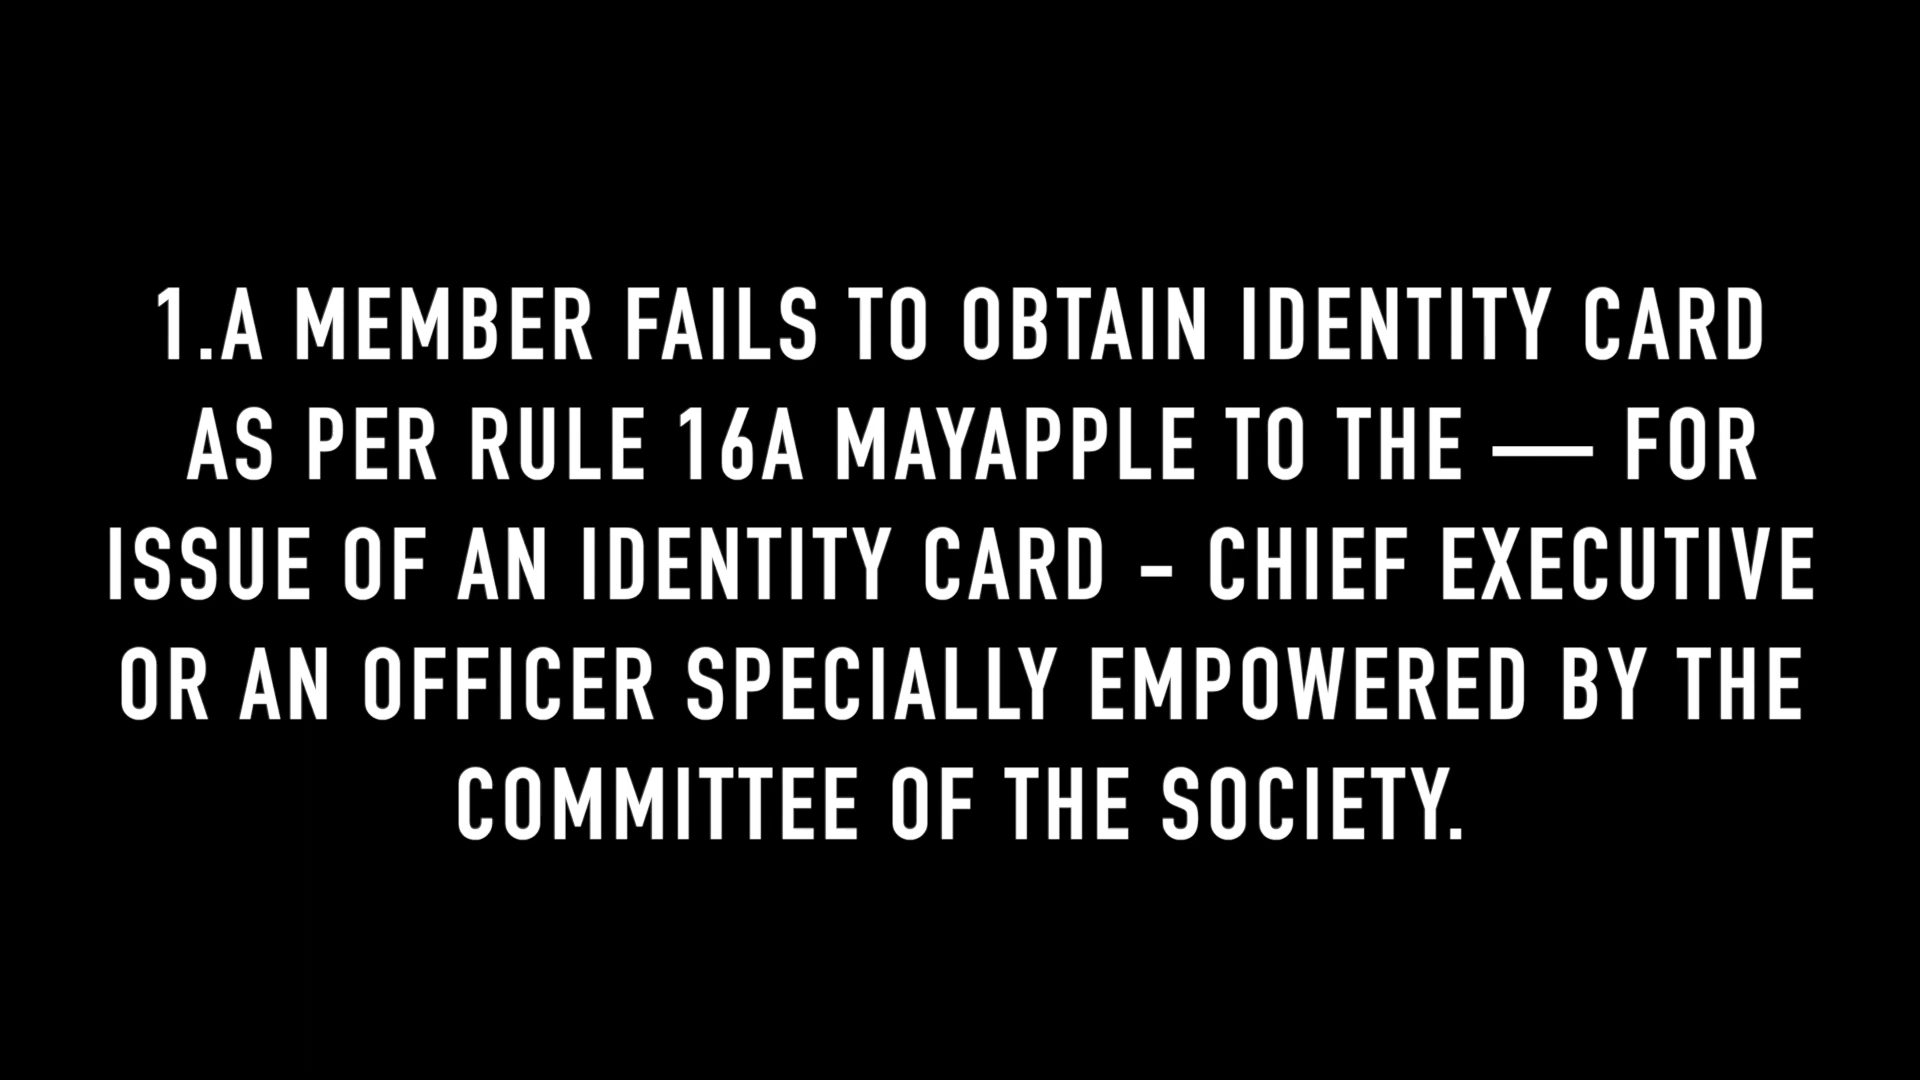 1.A MEMBER FAILS TO OBTAIN IDENTITY CARD
AS PER RULE 16A MAYAPPLE TO THE — FOR
ISSUE OF AN IDENTITY CARD - CHIEF EXECUTIVE
OR AN OFFICER SPECIALLY EMPOWERED BY THE
COMMITTEE OF THE SOCIETY.